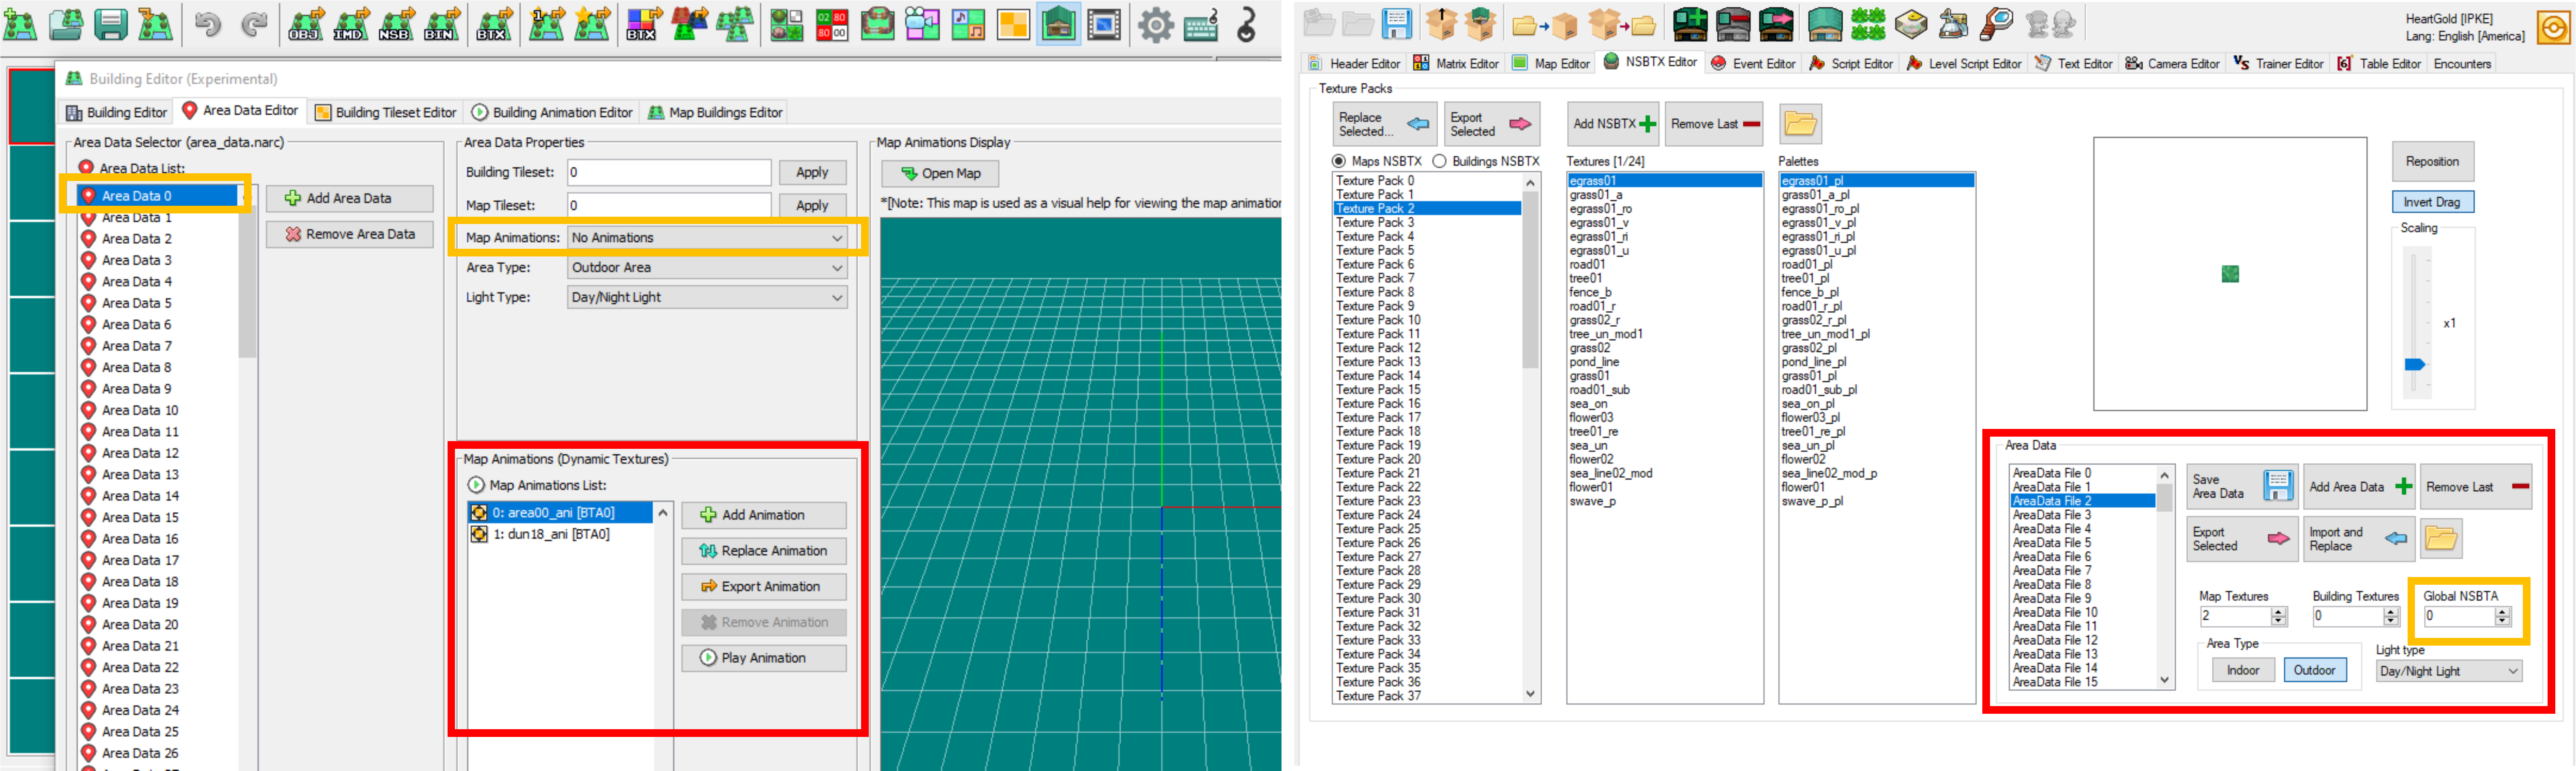 OBJ
IMD
NSB
BIN
BTX
BTX
02 80
80 00
Building Editor (Experimental)
Building Editor
Area Data Editor
Building Tileset Editor
Building Animation Editor
Map Buildings Editor
Area Data Selector (area_data.narc)
Area Data List:
Area Data 0
Area Data 1
Area Data 2
Area Data 3
Area Data 4
Area Data 5
Area Data 6
Area Data 7
Area Data 8
Area Data 9
Area Data 10
Area Data 11
Area Data 12
Area Data 13
Area Data 14
Area Data 15
Area Data 16
Area Data 17
Area Data 18
Area Data 19
Area Data 20
Area Data 21
Area Data 22
Area Data 23
Area Data 24
Area Data 25
Area Data 26
Add Area Data
Remove Area Data
Area Data Properties
Building Tileset: 0 Apply
Map Tileset: 0 Apply
Map Animations: No Animations
Area Type: Outdoor Area
Light Type: Day/Night Light
Map Animations (Dynamic Textures)
Map Animations List:
0: area00_ani [BTA0]
1: dun18_ani [BTA0]
Add Animation
Replace Animation
Export Animation
Remove Animation
Play Animation
Map Animations Display
Open Map
*[Note: This map is used as a visual help for viewing the map animation
HeartGold [IPKE]
Lang: English [America]
Header Editor
Matrix Editor
Map Editor
NSBTX Editor
Event Editor
Script Editor
Level Script Editor
Text Editor
Camera Editor
Trainer Editor
Table Editor
Encounters
Texture Packs
Replace
Selected...
Export
Selected
Add NSBTX
Remove Last
Maps NSBTX
Buildings NSBTX
Texture Pack 0
Texture Pack 1
Texture Pack 2
Texture Pack 3
Texture Pack 4
Texture Pack 5
Texture Pack 6
Texture Pack 7
Texture Pack 8
Texture Pack 9
Texture Pack 10
Texture Pack 11
Texture Pack 12
Texture Pack 13
Texture Pack 14
Texture Pack 15
Texture Pack 16
Texture Pack 17
Texture Pack 18
Texture Pack 19
Texture Pack 20
Texture Pack 21
Texture Pack 22
Texture Pack 23
Texture Pack 24
Texture Pack 25
Texture Pack 26
Texture Pack 27
Texture Pack 28
Texture Pack 29
Texture Pack 30
Texture Pack 31
Texture Pack 32
Texture Pack 33
Texture Pack 34
Texture Pack 35
Texture Pack 36
Texture Pack 37
Textures [1/24]
egrass01
grass01_a
egrass01_ro
egrass01_v
egrass01_ri
egrass01_u
road01
tree01
fence_b
road01_r
grass02_r
tree_un_mod1
grass02
pond_line
grass01
road01_sub
sea_on
flower03
tree01_re
sea_un
flower02
sea_line02_mod
flower01
swave_p
Palettes
egrass01_pl
grass01_a_pl
egrass01_ro_pl
egrass01_v_pl
egrass01_ri_pl
egrass01_u_pl
road01_pl
tree01_pl
fence_b_pl
road01_r_pl
grass02_r_pl
tree_un_mod1_pl
grass02_pl
pond_line_pl
grass01_pl
road01_sub_pl
sea_on_pl
flower03_pl
tree01_re_pl
sea_un_pl
flower02
sea_line02_mod_p
flower01
swave_p_pl
Reposition
Invert Drag
Scaling
x1
Area Data
AreaData File 0
AreaData File 1
AreaData File 2
AreaData File 3
AreaData File 4
AreaData File 5
AreaData File 6
AreaData File 7
AreaData File 8
AreaData File 9
AreaData File 10
AreaData File 11
AreaData File 12
AreaData File 13
AreaData File 14
AreaData File 15
Save
Area Data
Add Area Data
Remove Last
Export
Selected
Import and
Replace
Map Textures
2
Building Textures
0
Global NSBTA
0
Area Type
Indoor
Outdoor
Light type
Day/Night Light